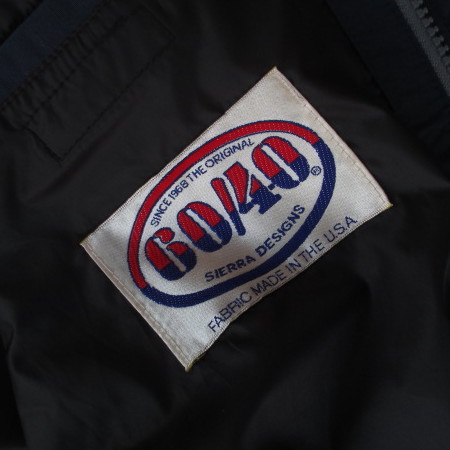 SINCE 1968 THE ORIGINAL
60/40®
SIERRA DESIGNS
FABRIC MADE IN THE U.S.A